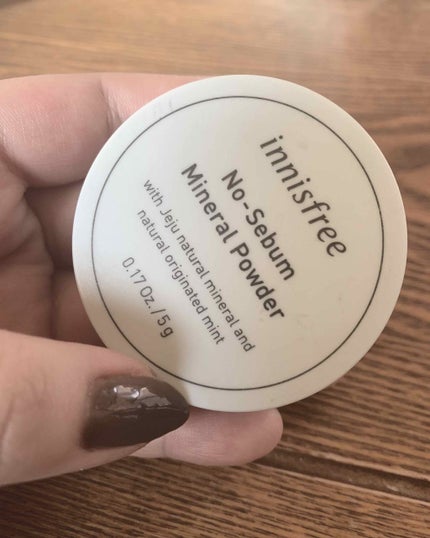 innisfree
No-Sebum
Mineral Powder
with Jeju natural mineral and
natural originated mint
0.17 Oz. / 5 g